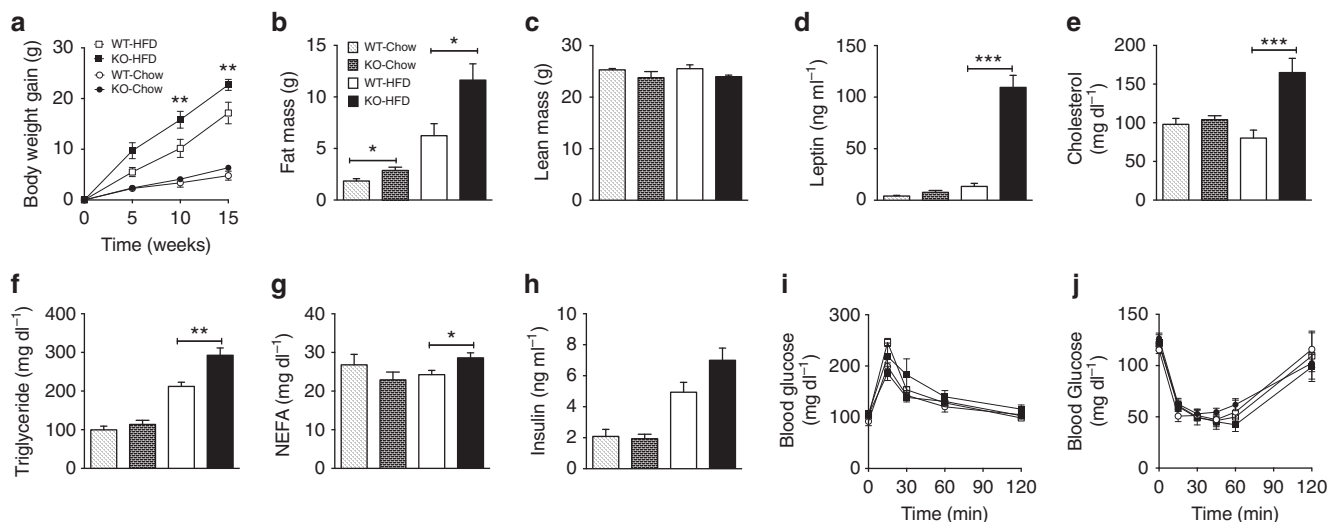 a
Body weight gain (g)
30
20
10
0
WT-HFD
KO-HFD
WT-Chow
KO-Chow
**
**
0 5 10 15
Time (weeks)
b
Fat mass (g)
15
10
5
0
WT-Chow
KO-Chow
WT-HFD
KO-HFD
*
*
c
Lean mass (g)
30
20
10
0
d
Leptin (ng ml⁻¹)
150
100
50
0
***
e
Cholesterol
(mg dl⁻¹)
200
150
100
50
0
***
f
Triglyceride (mg dl⁻¹)
400
300
200
100
0
**
g
NEFA (mg dl⁻¹)
40
30
20
10
0
*
h
Insulin (ng ml⁻¹)
10
8
6
4
2
0
i
Blood glucose
(mg dl⁻¹)
300
200
100
0
0 30 60 90 120
Time (min)
j
Blood Glucose
(mg dl⁻¹)
150
100
50
0
0 30 60 90 120
Time (min)